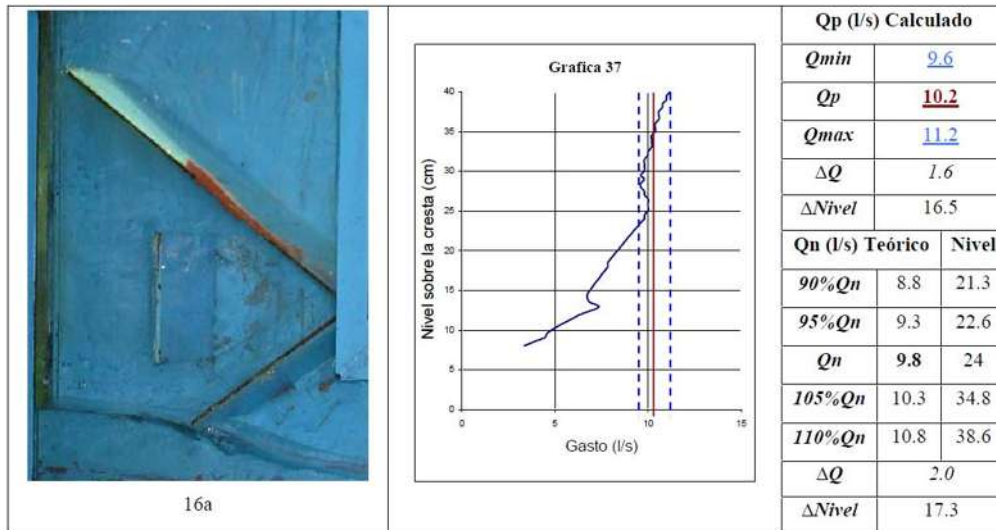 16a
Grafica 37
Nivel sobre la cresta (cm)
40
35
30
25
20
15
10
5
0
0 5 10 15
Gasto (l/s)
Qp (l/s) Calculado
Qmin 9.6
Qp 10.2
Qmax 11.2
ΔQ 1.6
ΔNivel 16.5
Qn (l/s) Teórico Nivel
90%Qn 8.8 21.3
95%Qn 9.3 22.6
Qn 9.8 24
105%Qn 10.3 34.8
110%Qn 10.8 38.6
ΔQ 2.0
ΔNivel 17.3